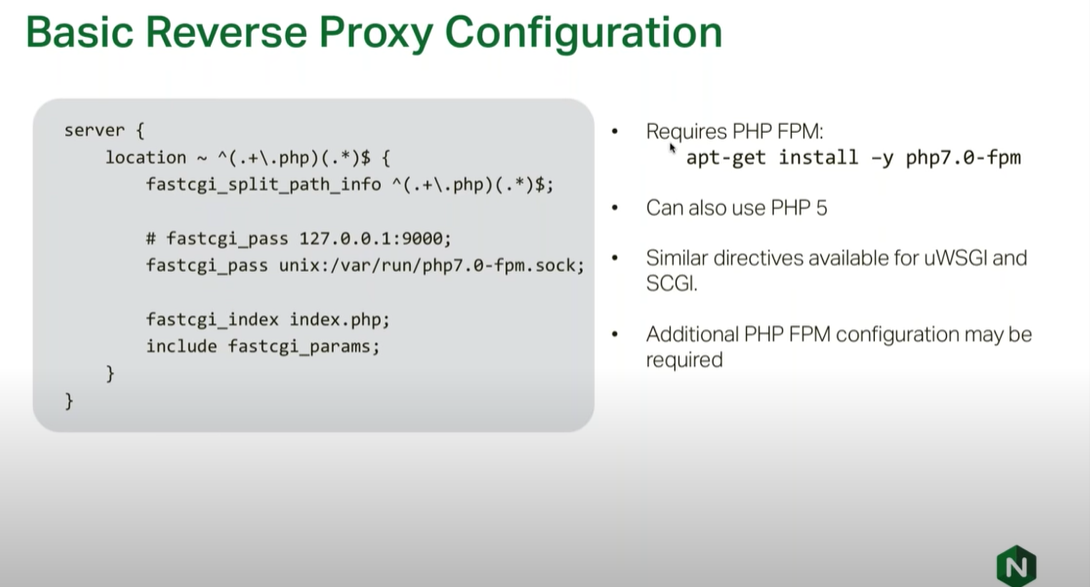 Basic Reverse Proxy Configuration
server {
location ~ ^(.+\.php)(.*)$ {
fastcgi_split_path_info ^(.+\.php)(.*)$;
# fastcgi_pass 127.0.0.1:9000;
fastcgi_pass unix:/var/run/php7.0-fpm.sock;
fastcgi_index index.php;
include fastcgi_params;
}
}
• Requires PHP FPM:
apt-get install –y php7.0-fpm
• Can also use PHP 5
• Similar directives available for uWSGI and
SCGI.
• Additional PHP FPM configuration may be
required
N